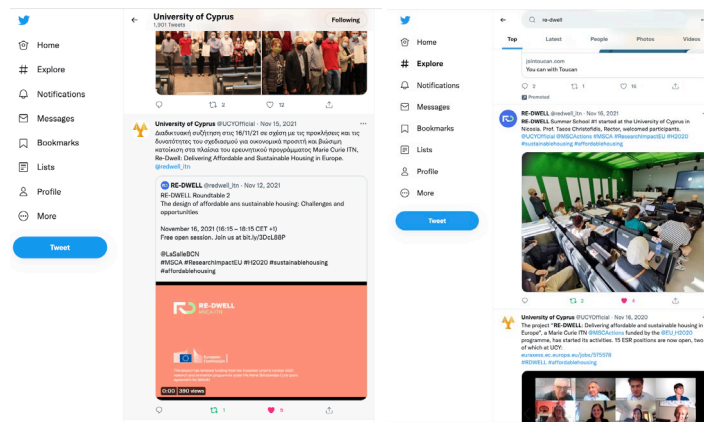 University of Cyprus
1,901 Tweets
Following
Home
Explore
Notifications
Messages
Bookmarks
Lists
Profile
More
Tweet
2
12
University of Cyprus @UCYOfficial · Nov 15, 2021
Διαδικτυακή συζήτηση στις 16/11/21 σε σχέση με τις προκλήσεις και τις
δυνατότητες του σχεδιασμού για οικονομικά προσιτή και βιώσιμη
κατοίκιση στα πλαίσια του ερευνητικού προγράμματος Marie Curie ITN,
Re-Dwell: Delivering Affordable and Sustainable Housing in Europe.
@redwell_itn
RE-DWELL @redwell_itn · Nov 12, 2021
RE-DWELL Roundtable 2
The design of affordable ans sustainable housing: Challenges and
opportunities
November 16, 2021 (16:15 – 18:15 CET +1)
Free open session. Join us at bit.ly/3DcL88P
@LaSalleBCN
#MSCA #ResearchImpactEU #H2020 #sustainablehousing
#affordablehousing
RE-DWELL
0:00
390 views
1
5
re-dwell
Top
Latest
People
Photos
Videos
Home
Explore
Notifications
Messages
Bookmarks
Lists
Profile
More
Tweet
jointoucan.com
You can with Toucan
2
1
16
Promoted
RE-DWELL @redwell_itn · Nov 16, 2021
RE-DWELL Summer School #1 started at the University of Cyprus in
Nicosia. Prof. Tasos Christofidis, Rector, welcomed participants.
@UCYOfficial @MSCActions #MSCA #ResearchImpactEU #H2020
#sustainablehousing #affordablehousing
2
4
University of Cyprus @UCYOfficial · Nov 16, 2020
The project "RE-DWELL: Delivering affordable and sustainable housing in
Europe", a Marie Curie ITN @MSCActions funded by the @EU_H2020
programme, has started its activities. 15 ESR positions are now open, two
of which at UCY.
euraxess.ec.europa.eu/jobs/575578
#RDWELL #affordablehousing